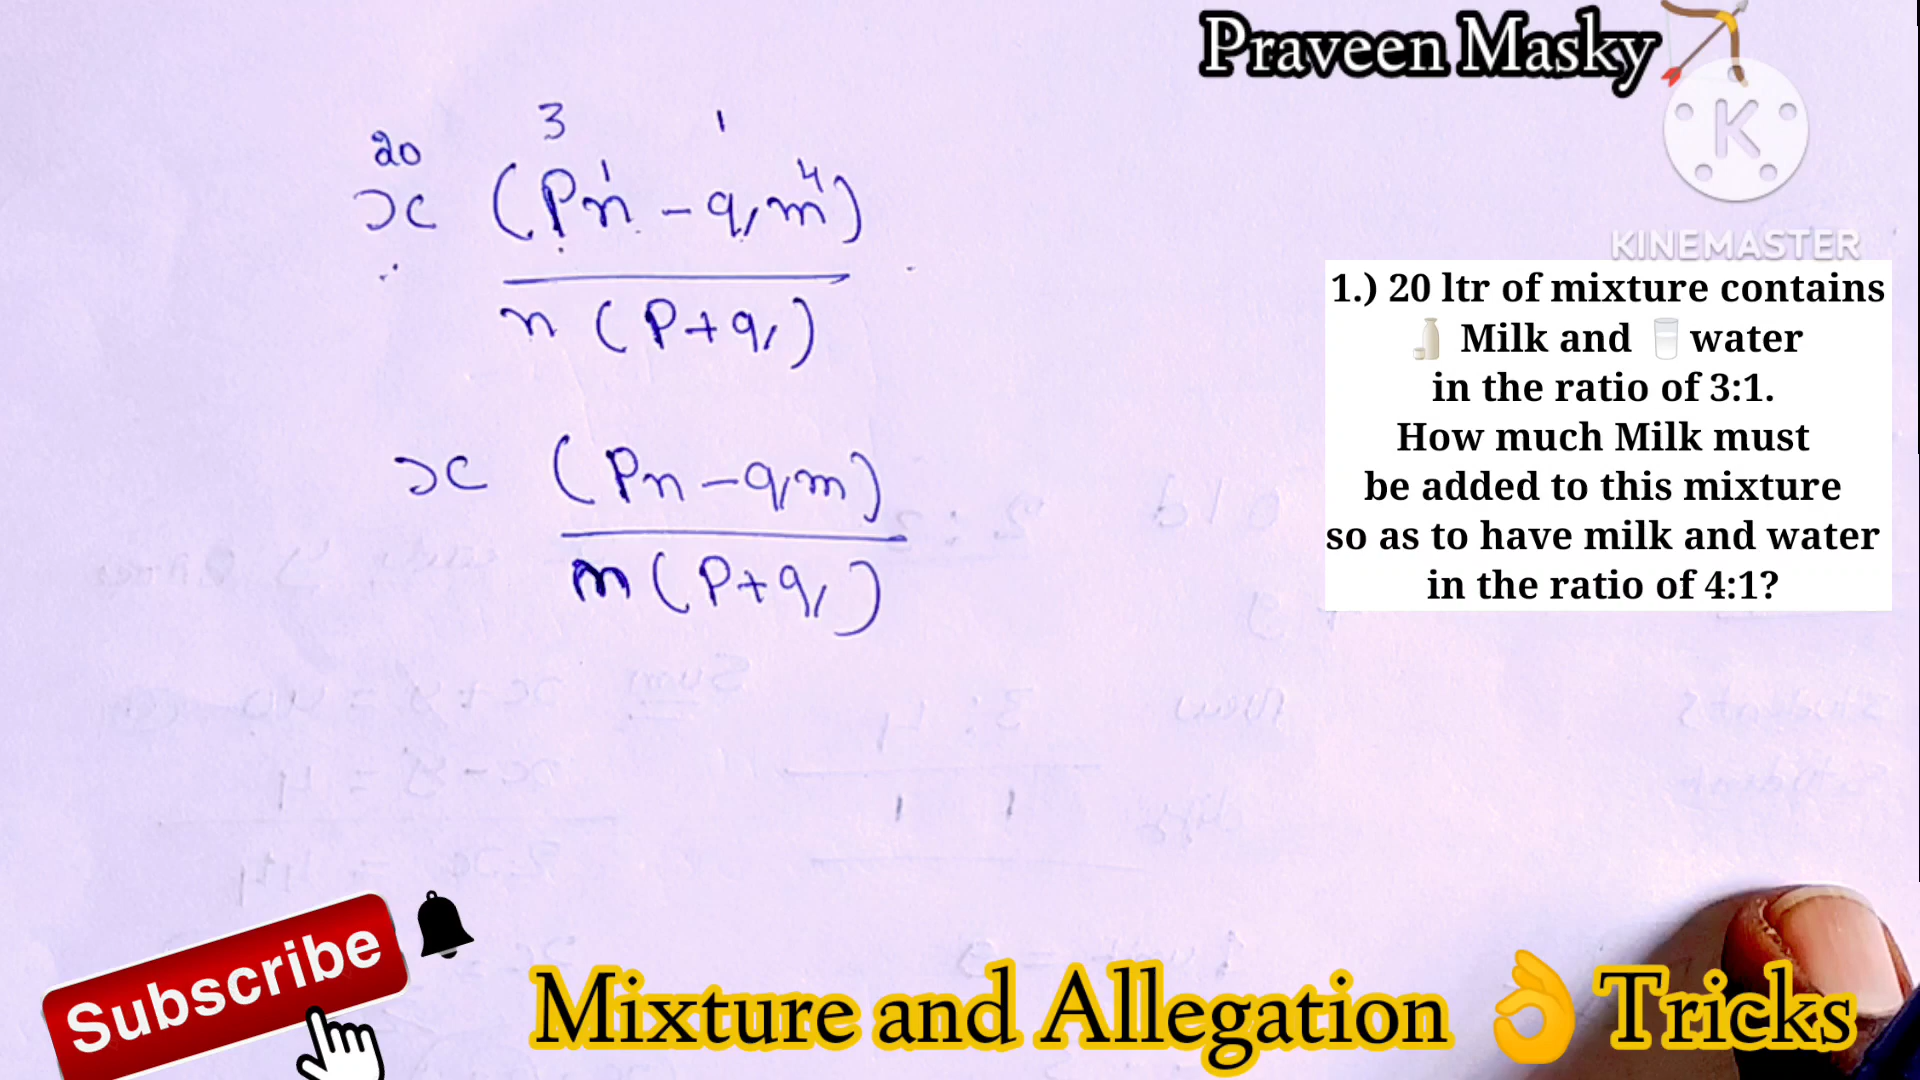 Praveen Masky
K
KINEMASTER
20 3 1
x (Pn¹ - qm⁴)
n (P+q)
x (Pn - qm)
m (P+q)
1.) 20 ltr of mixture contains
Milk and water
in the ratio of 3:1.
How much Milk must
be added to this mixture
so as to have milk and water
in the ratio of 4:1?
Subscribe
Mixture and Allegation 👌 Tricks